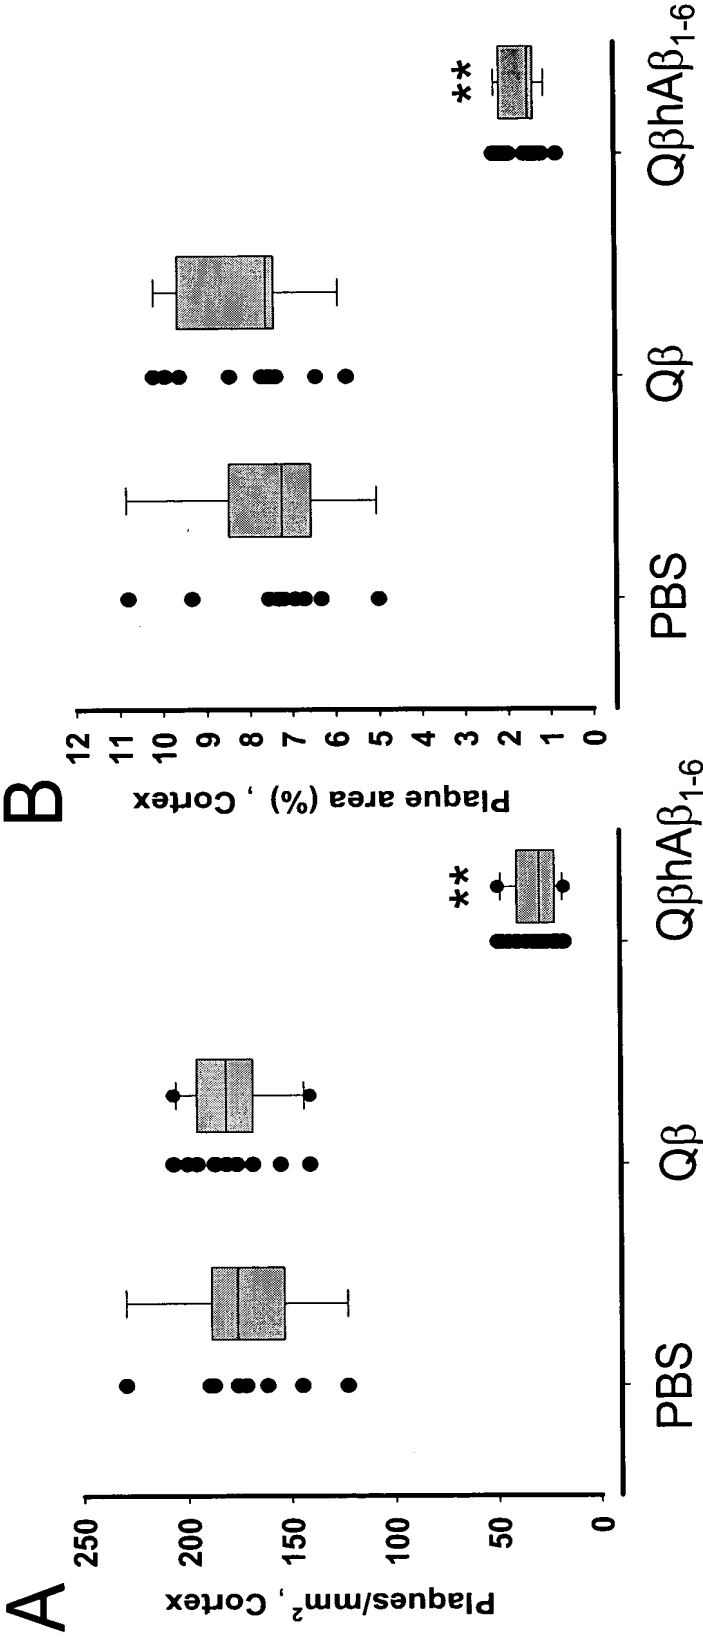 A
Plaques/mm², Cortex
250
200
150
100
50
0
**
PBS
Qβ
QβhAβ1-6
B
Plaque area (%) , Cortex
12
11
10
9
8
7
6
5
4
3
2
1
0
**
PBS
Qβ
QβhAβ1-6